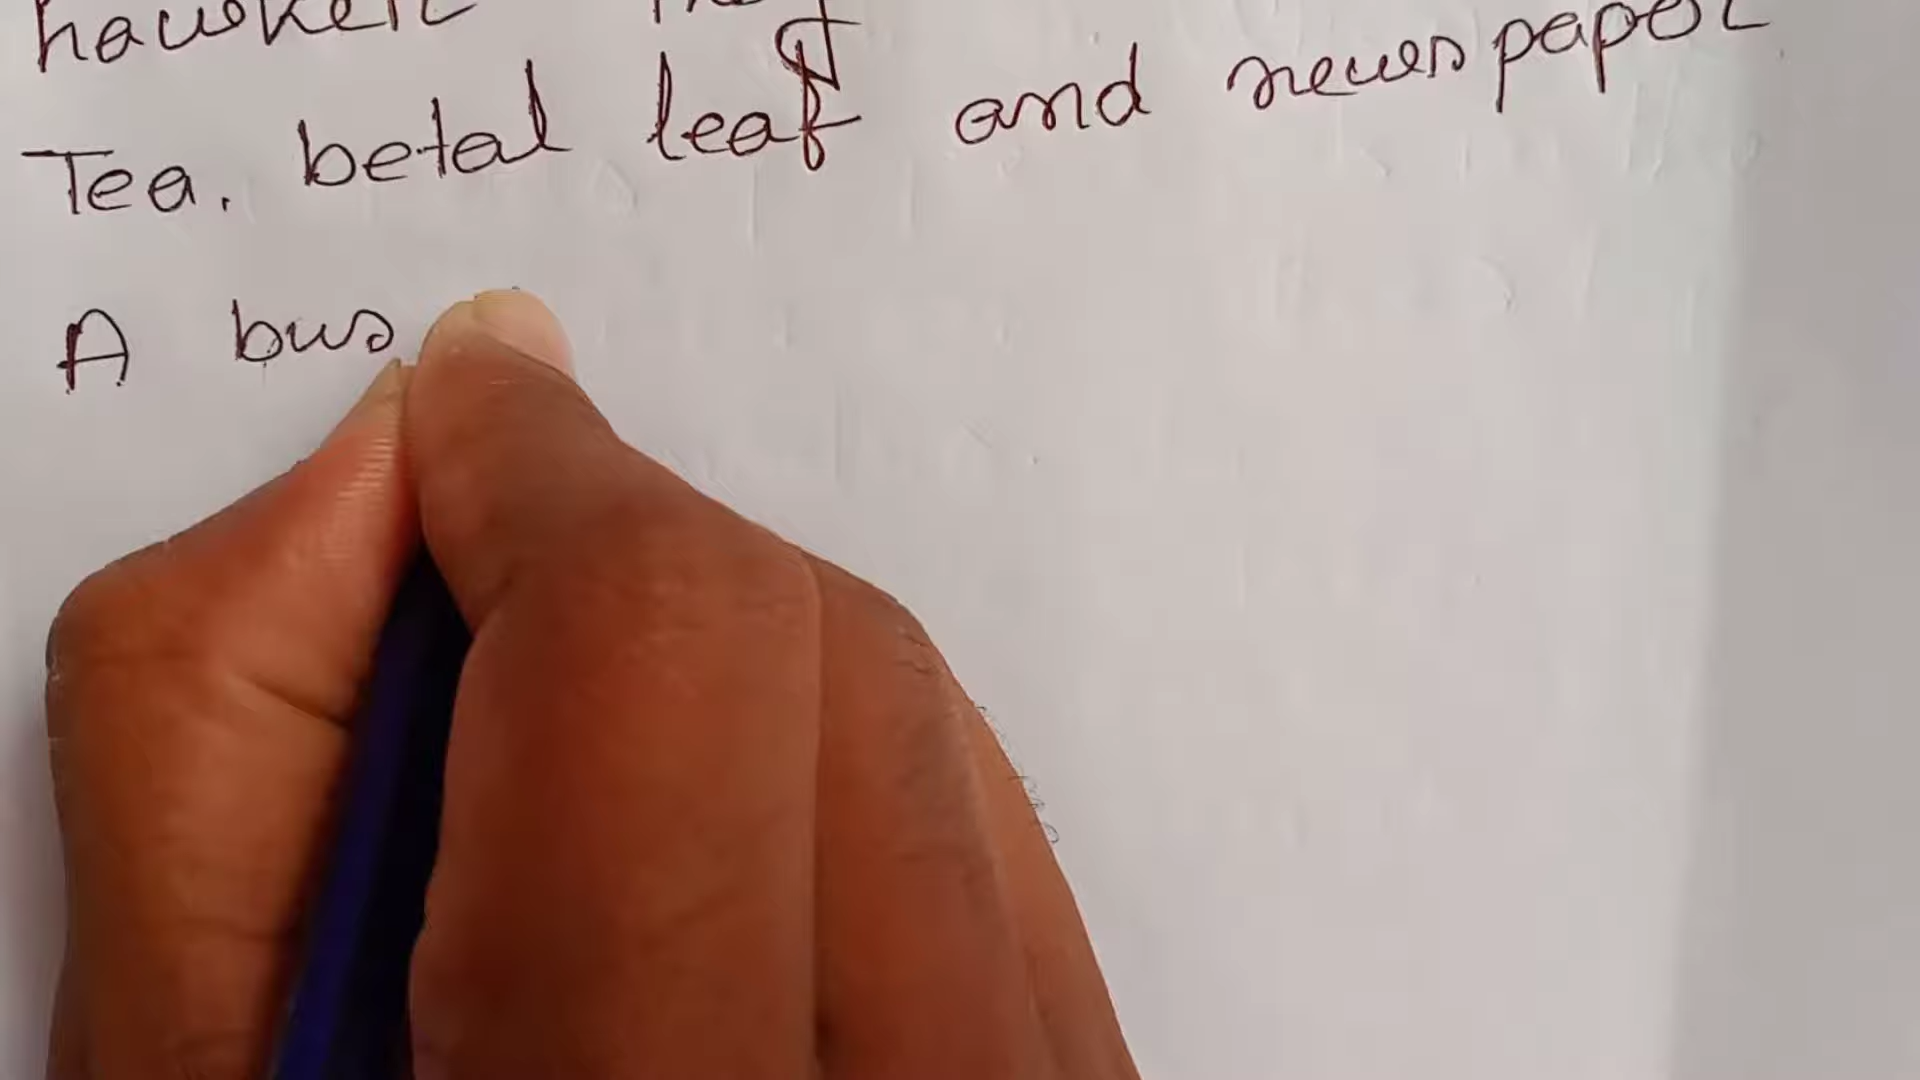 hawker
Tea. betal leaf and newspaper
A bus